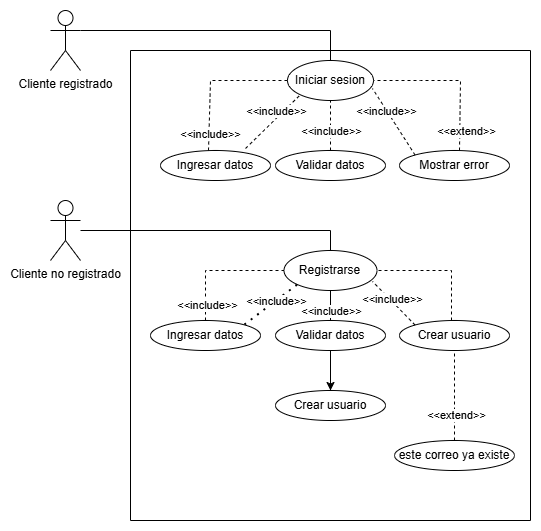 Cliente registrado
Iniciar sesion
<<include>>
<<include>>
<<include>>
<<include>>
<<extend>>
Ingresar datos
Validar datos
Mostrar error
Cliente no registrado
Registrarse
<<include>>
<<include>>
<<include>>
<<include>>
Ingresar datos
Validar datos
Crear usuario
Crear usuario
<<extend>>
este correo ya existe